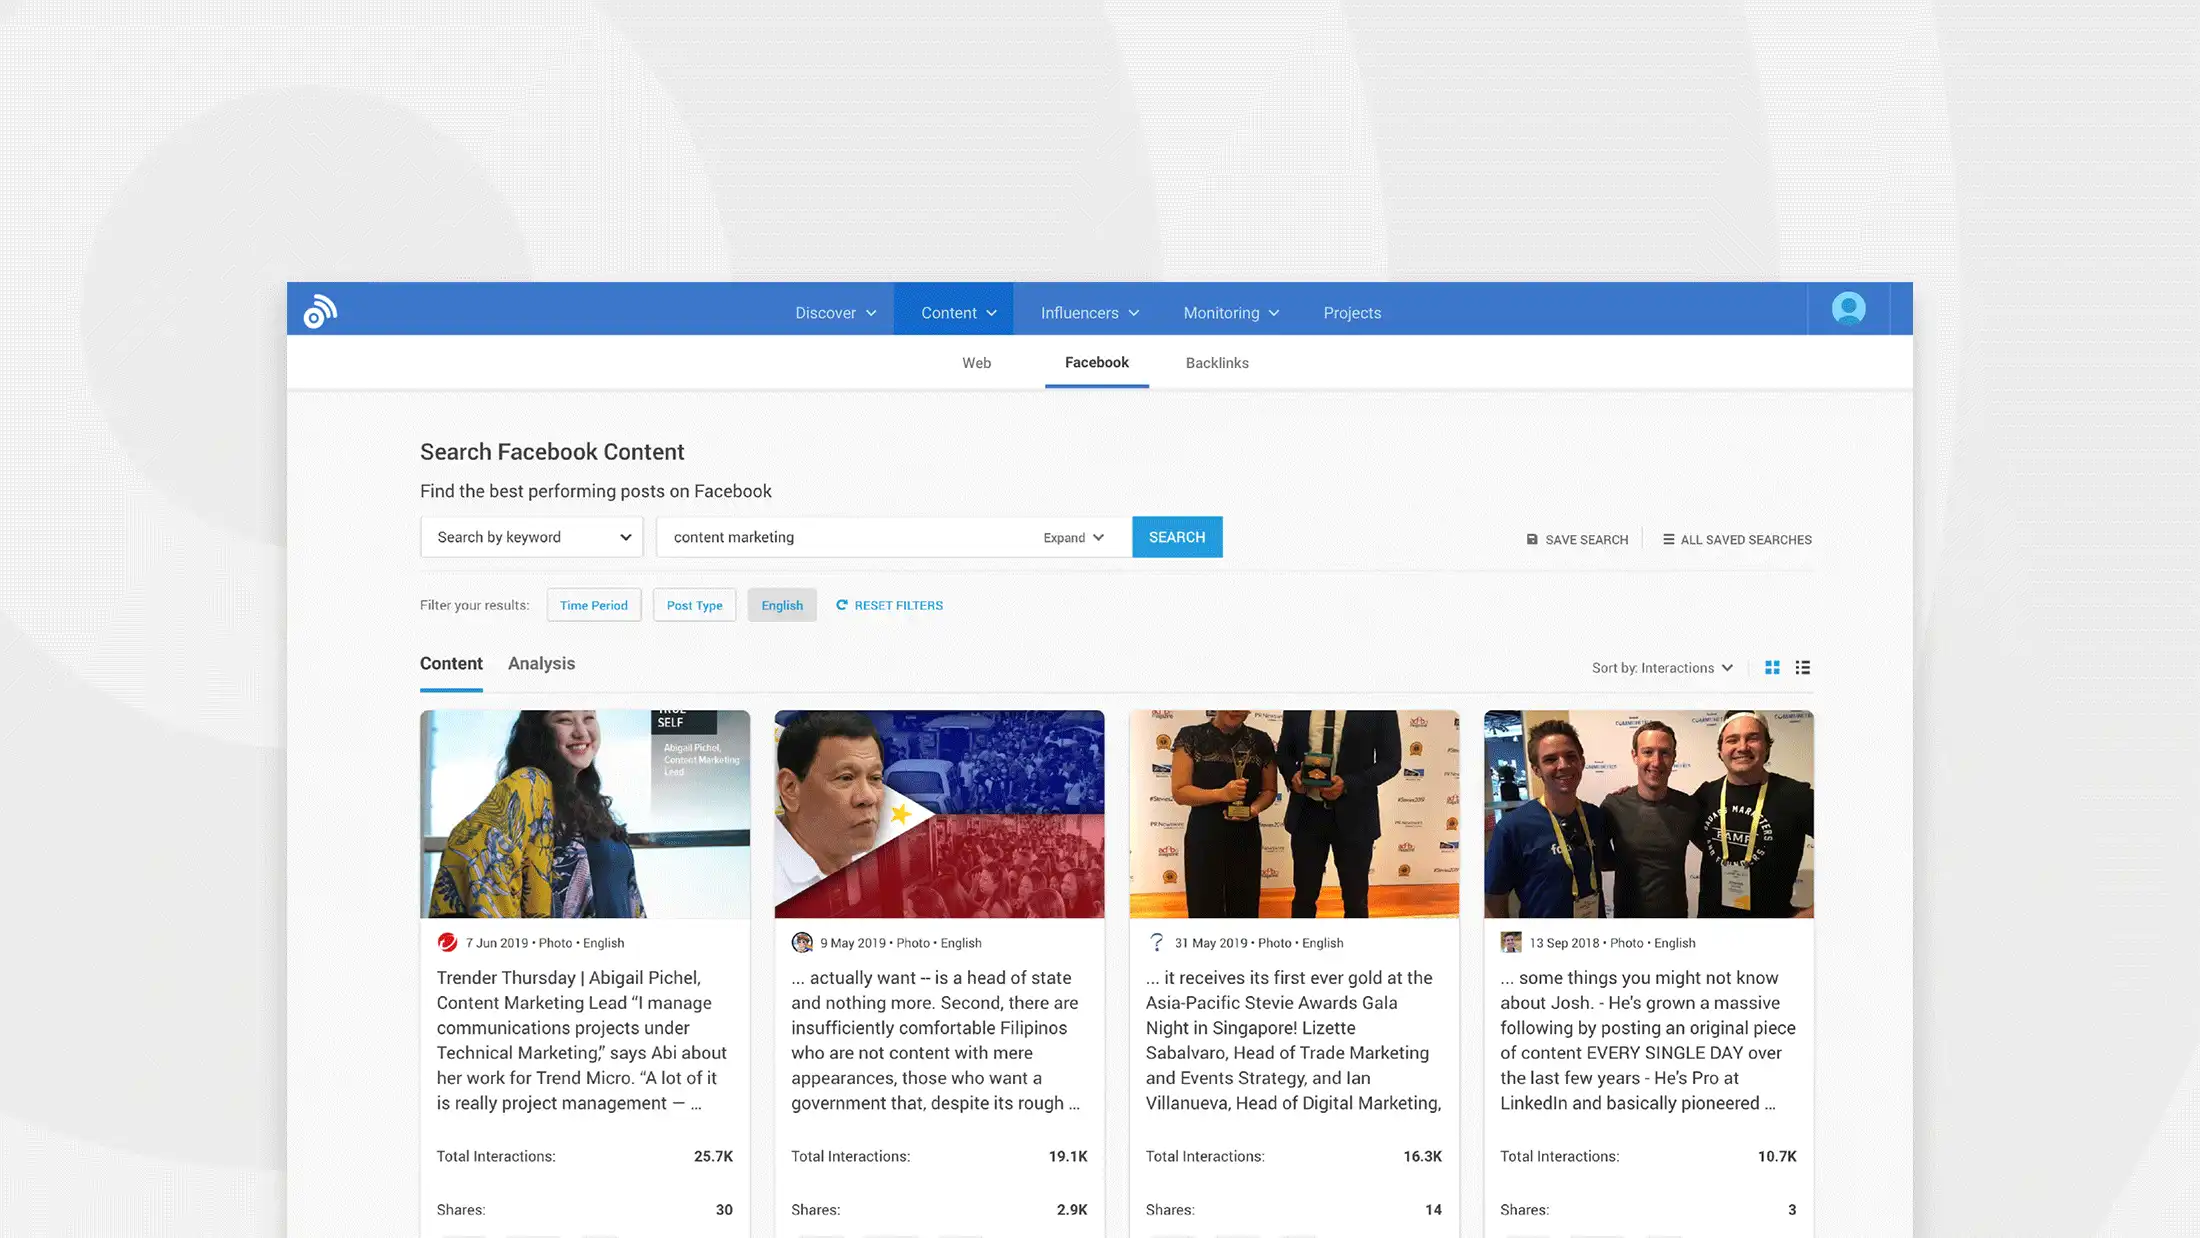 Discover Content Influencers Monitoring Projects
Web Facebook Backlinks
Search Facebook Content
Find the best performing posts on Facebook
Search by keyword content marketing Expand SEARCH SAVE SEARCH ALL SAVED SEARCHES
Filter your results: Time Period Post Type English RESET FILTERS
Content Analysis Sort by: Interactions
SELF
Abigail Pichel,
Content Marketing
Lead
7 Jun 2019 • Photo • English
Trender Thursday | Abigail Pichel,
Content Marketing Lead “I manage
communications projects under
Technical Marketing,” says Abi about
her work for Trend Micro. “A lot of it
is really project management — ...
Total Interactions: 25.7K
Shares: 30
9 May 2019 • Photo • English
... actually want -- is a head of state
and nothing more. Second, there are
insufficiently comfortable Filipinos
who are not content with mere
appearances, those who want a
government that, despite its rough ...
Total Interactions: 19.1K
Shares: 2.9K
PR Newswire
#Stevies2019
31 May 2019 • Photo • English
... it receives its first ever gold at the
Asia-Pacific Stevie Awards Gala
Night in Singapore! Lizette
Sabalvaro, Head of Trade Marketing
and Events Strategy, and Ian
Villanueva, Head of Digital Marketing,
Total Interactions: 16.3K
Shares: 14
13 Sep 2018 • Photo • English
... some things you might not know
about Josh. - He's grown a massive
following by posting an original piece
of content EVERY SINGLE DAY over
the last few years - He's Pro at
LinkedIn and basically pioneered ...
Total Interactions: 10.7K
Shares: 3